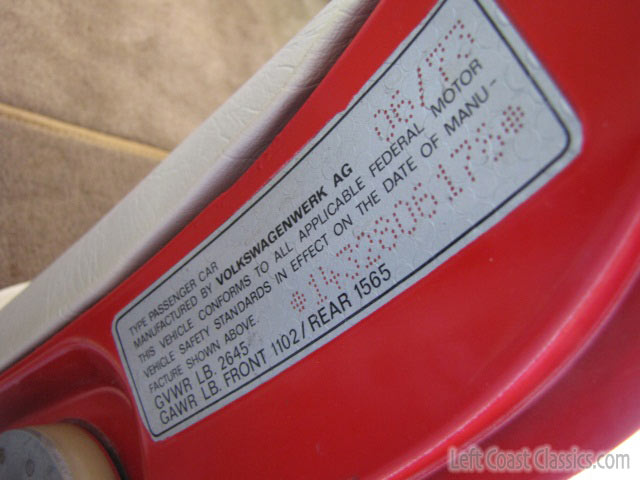 TYPE PASSENGER CAR
MANUFACTURED BY VOLKSWAGENWERK AG
THIS VEHICLE CONFORMS TO ALL APPLICABLE FEDERAL MOTOR
VEHICLE SAFETY STANDARDS IN EFFECT ON THE DATE OF MANU-
FACTURE SHOWN ABOVE.
GVWR LB. 2645
GAWR LB. FRONT 1102/REAR 1565
Left Coast Classics.com